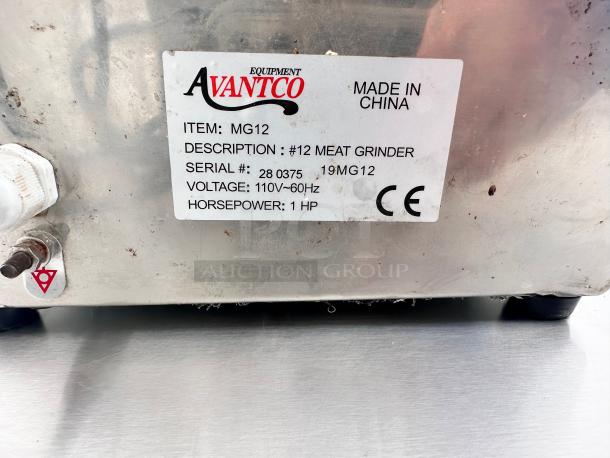 EQUIPMENT
AVANTCO
MADE IN
CHINA
ITEM: MG12
DESCRIPTION : #12 MEAT GRINDER
SERIAL #: 28 0375 19MG12
VOLTAGE: 110V~60Hz
HORSEPOWER: 1 HP
CE
AUCTION GROUP